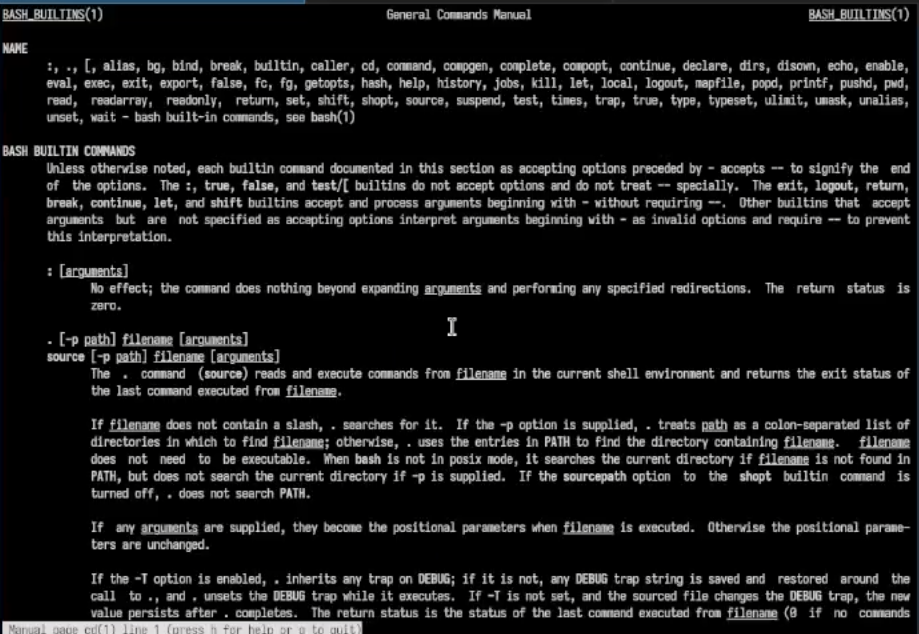 BASH_BUILTINS(1) General Commands Manual BASH_BUILTINS(1)
NAME
:, ., [, alias, bg, bind, break, builtin, caller, cd, command, compgen, complete, compopt, continue, declare, dirs, disown, echo, enable,
eval, exec, exit, export, false, fc, fg, getopts, hash, help, history, jobs, kill, let, local, logout, mapfile, popd, printf, pushd, pwd,
read, readarray, readonly, return, set, shift, shopt, source, suspend, test, times, trap, true, type, typeset, ulimit, umask, unalias,
unset, wait - bash built-in commands, see bash(1)
BASH BUILTIN COMMANDS
Unless otherwise noted, each builtin command documented in this section as accepting options preceded by - accepts -- to signify the end
of the options. The :, true, false, and test/[ builtins do not accept options and do not treat -- specially. The exit, logout, return,
break, continue, let, and shift builtins accept and process arguments beginning with - without requiring --. Other builtins that accept
arguments but are not specified as accepting options interpret arguments beginning with - as invalid options and require -- to prevent
this interpretation.
: [arguments]
No effect; the command does nothing beyond expanding arguments and performing any specified redirections. The return status is
zero.
. [-p path] filename [arguments]
source [-p path] filename [arguments]
The . command (source) reads and execute commands from filename in the current shell environment and returns the exit status of
the last command executed from filename.
If filename does not contain a slash, . searches for it. If the -p option is supplied, . treats path as a colon-separated list of
directories in which to find filename; otherwise, . uses the entries in PATH to find the directory containing filename. filename
does not need to be executable. When bash is not in posix mode, it searches the current directory if filename is not found in
PATH, but does not search the current directory if -p is supplied. If the sourcepath option to the shopt builtin command is
turned off, . does not search PATH.
If any arguments are supplied, they become the positional parameters when filename is executed. Otherwise the positional parame-
ters are unchanged.
If the -T option is enabled, . inherits any trap on DEBUG; if it is not, any DEBUG trap string is saved and restored around the
call to ., and . unsets the DEBUG trap while it executes. If -T is not set, and the sourced file changes the DEBUG trap, the new
value persists after . completes. The return status is the status of the last command executed from filename (0 if no commands
Manual page cd(1) line 1 (press h for help or q to quit)